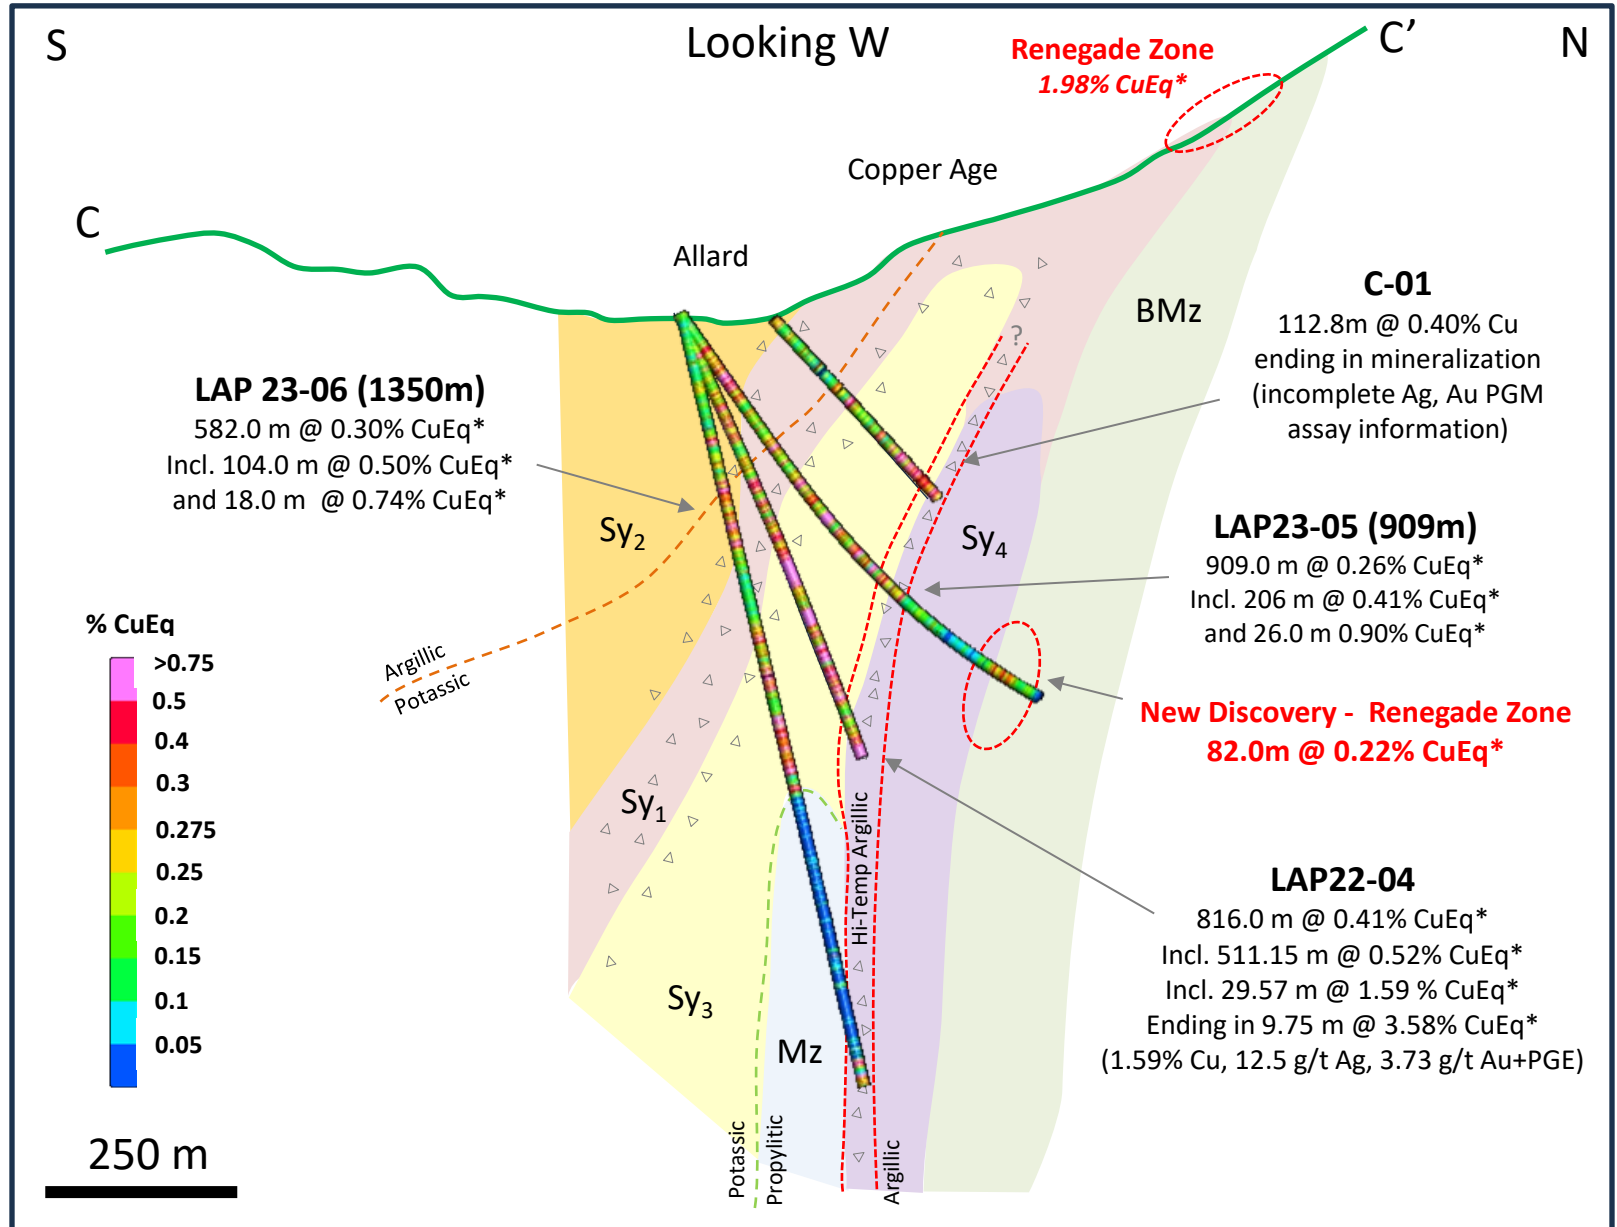 S
Looking W
C’
N
Renegade Zone
1.98% CuEq*
Copper Age
C
Allard
C-01
112.8m @ 0.40% Cu
ending in mineralization
(incomplete Ag, Au PGM
assay information)
BMz
?
LAP 23-06 (1350m)
582.0 m @ 0.30% CuEq*
Incl. 104.0 m @ 0.50% CuEq*
and 18.0 m @ 0.74% CuEq*
Sy2
Sy4
LAP23-05 (909m)
909.0 m @ 0.26% CuEq*
Incl. 206 m @ 0.41% CuEq*
and 26.0 m 0.90% CuEq*
% CuEq
>0.75
0.5
0.4
0.3
0.275
0.25
0.2
0.15
0.1
0.05
Argillic
Potassic
New Discovery - Renegade Zone
82.0m @ 0.22% CuEq*
Sy1
Hi-Temp Argillic
LAP22-04
816.0 m @ 0.41% CuEq*
Incl. 511.15 m @ 0.52% CuEq*
Incl. 29.57 m @ 1.59 % CuEq*
Ending in 9.75 m @ 3.58% CuEq*
(1.59% Cu, 12.5 g/t Ag, 3.73 g/t Au+PGE)
Sy3
Mz
Potassic
Propylitic
Argillic
250 m